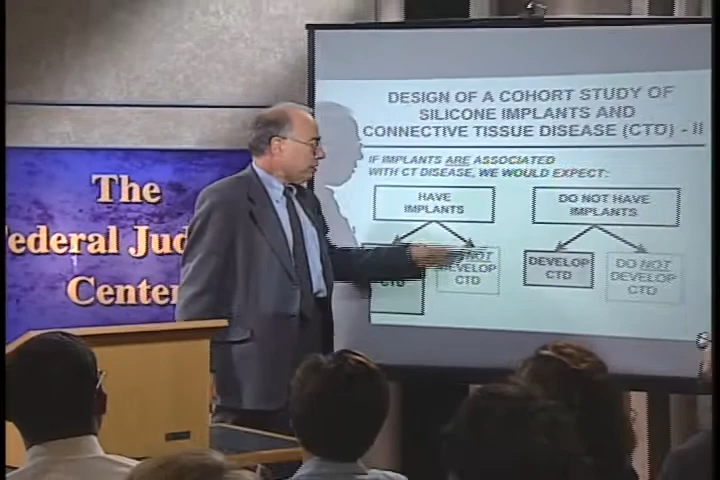 The
Federal Jud
Center
DESIGN OF A COHORT STUDY OF
SILICONE IMPLANTS AND
CONNECTIVE TISSUE DISEASE (CTD) - II
IF IMPLANTS ARE ASSOCIATED
WITH CT DISEASE, WE WOULD EXPECT:
HAVE
IMPLANTS
DO NOT HAVE
IMPLANTS
CTD
NOT
DEVELOP
CTD
DEVELOP
CTD
DO NOT
DEVELOP
CTD